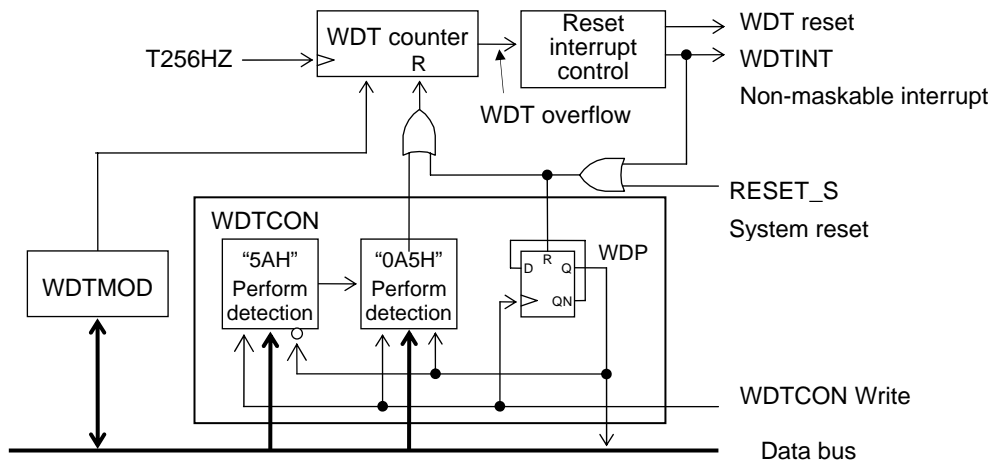 T256HZ
WDT counter
R
Reset
interrupt
control
WDT reset
WDTINT
Non-maskable interrupt
WDT overflow
RESET_S
System reset
WDTCON
WDTMOD
“5AH”
Perform
detection
“0A5H”
Perform
detection
WDP
R
D
Q
QN
WDTCON Write
Data bus